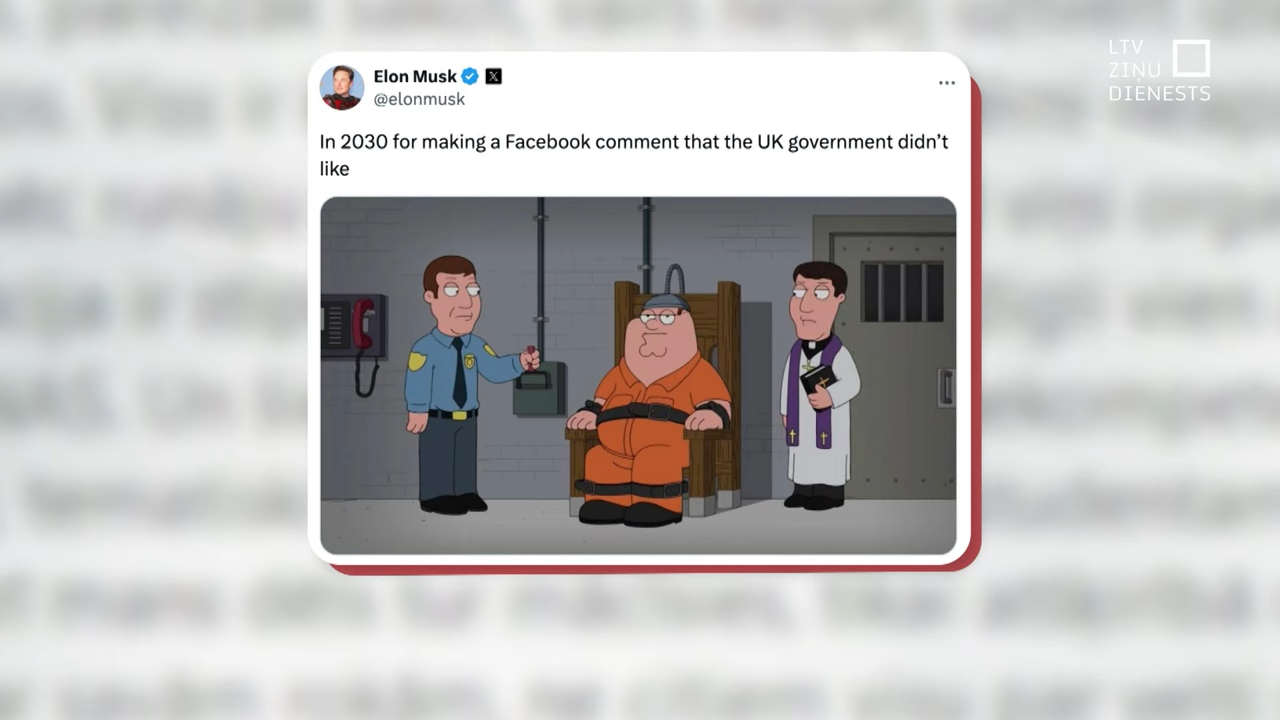 LTV
ZIŅU
DIENESTS
Elon Musk
@elonmusk
In 2030 for making a Facebook comment that the UK government didn’t
like